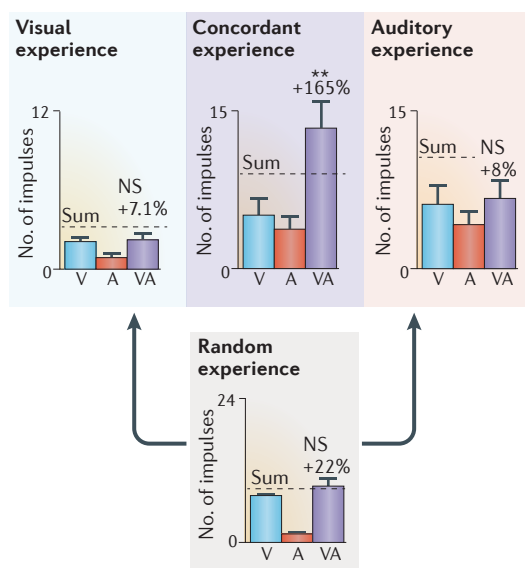 Visual
experience
12
No. of impulses
0
Sum
NS
+7.1%
V A VA
Concordant
experience
15
No. of impulses
0
Sum
**
+165%
V A VA
Auditory
experience
15
No. of impulses
0
Sum
NS
+8%
V A VA
Random
experience
24
No. of impulses
0
Sum
NS
+22%
V A VA